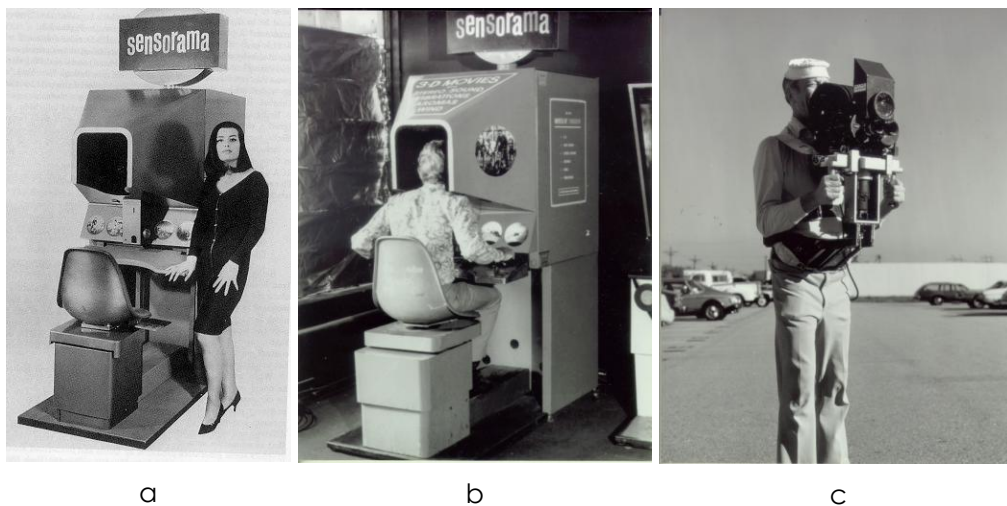 sensorama
sensorama
3-D MOVIES
STEREO SOUND
VIBRATIONS
AROMAS
WIND
a
b
c